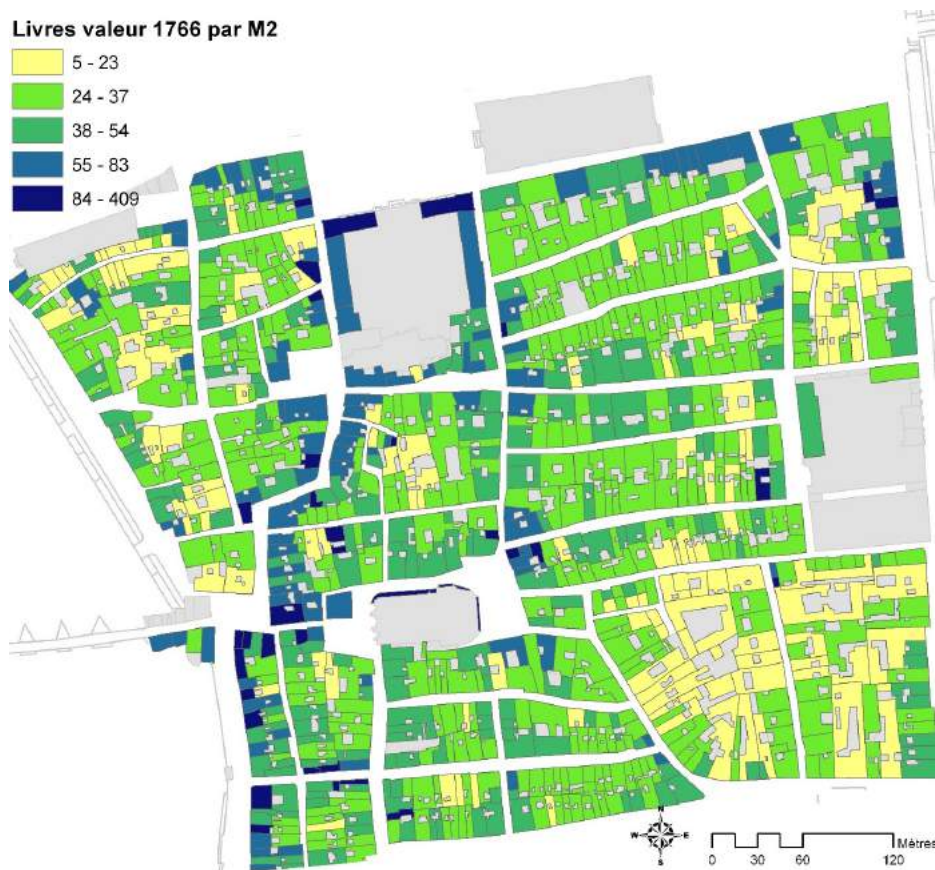 Livres valeur 1766 par M2
5 - 23
24 - 37
38 - 54
55 - 83
84 - 409
N
W E
S
Mètres
0 30 60 120